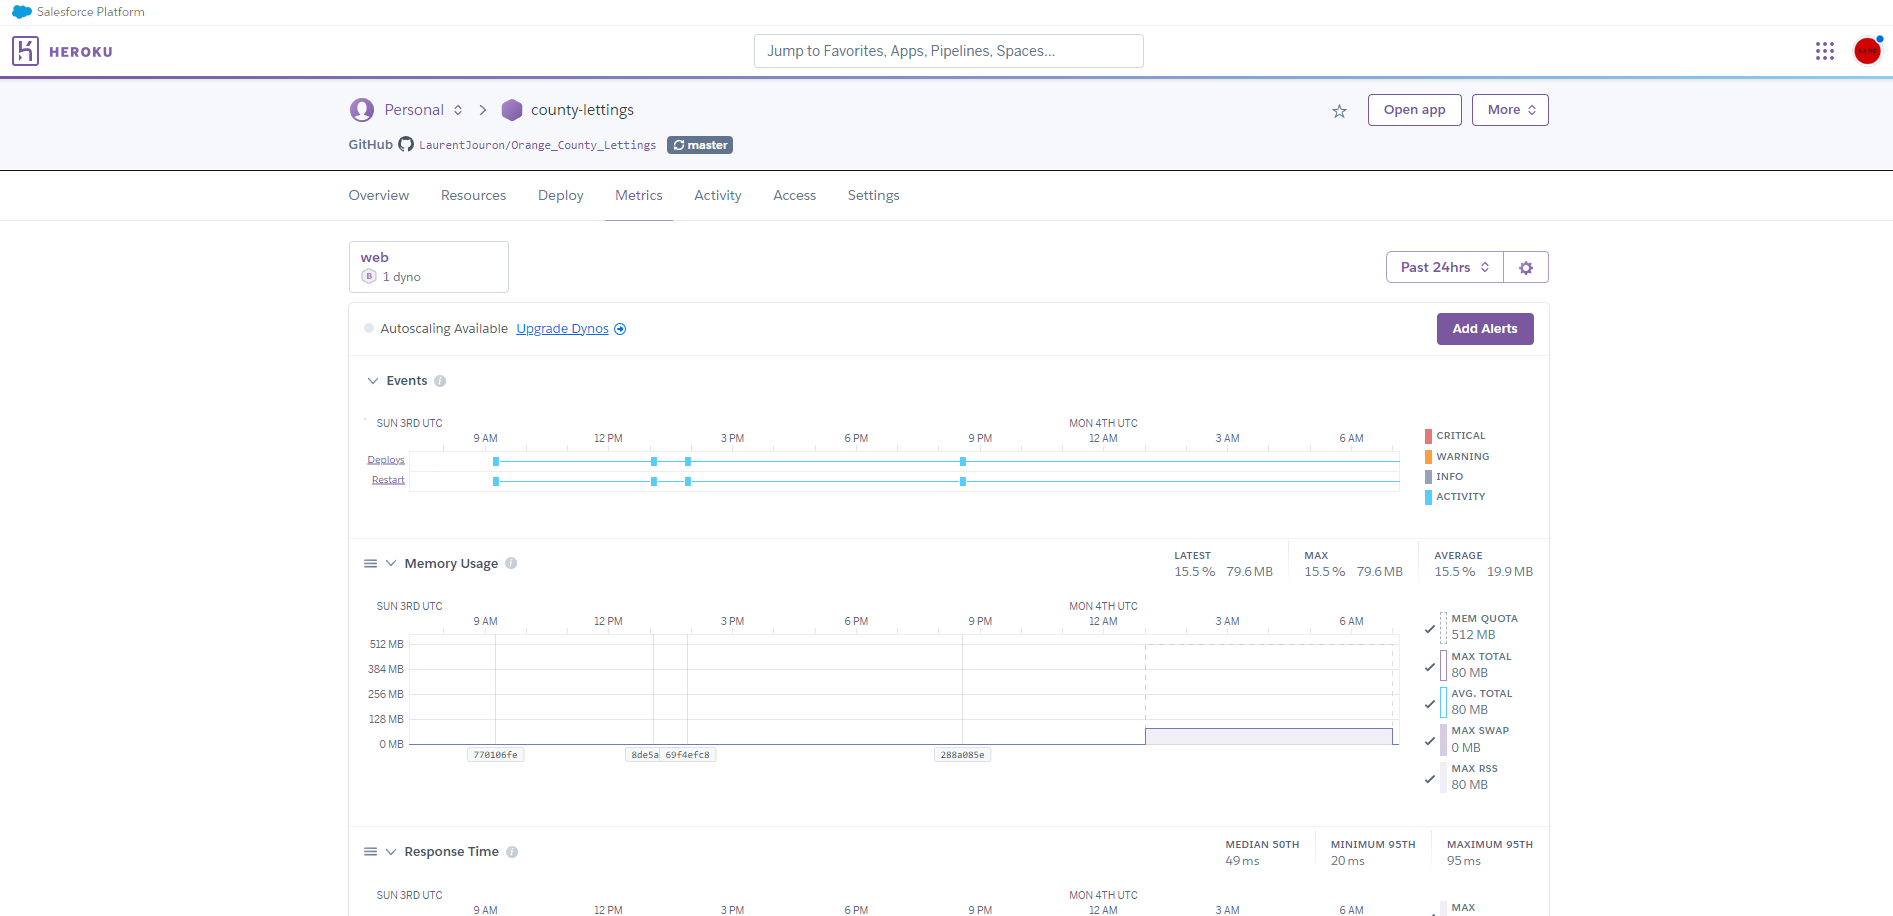 Salesforce Platform
HEROKU
Jump to Favorites, Apps, Pipelines, Spaces...
Personal county-lettings
Open app
More
GitHub LaurentJouron/Orange_County_Lettings master
Overview Resources Deploy Metrics Activity Access Settings
web
B 1 dyno
Past 24hrs
Autoscaling Available Upgrade Dynos
Add Alerts
Events i
SUN 3RD UTC MON 4TH UTC
9 AM 12 PM 3 PM 6 PM 9 PM 12 AM 3 AM 6 AM
Deploys
Restart
CRITICAL
WARNING
INFO
ACTIVITY
Memory Usage i
LATEST
15.5 % 79.6 MB
MAX
15.5 % 79.6 MB
AVERAGE
15.5 % 19.9 MB
SUN 3RD UTC MON 4TH UTC
9 AM 12 PM 3 PM 6 PM 9 PM 12 AM 3 AM 6 AM
512 MB
384 MB
256 MB
128 MB
0 MB
770106fe 8de5a 69f4efc8 288a085e
MEM QUOTA
512 MB
MAX TOTAL
80 MB
AVG. TOTAL
80 MB
MAX SWAP
0 MB
MAX RSS
80 MB
Response Time i
MEDIAN 50TH
49 ms
MINIMUM 95TH
20 ms
MAXIMUM 95TH
95 ms
SUN 3RD UTC MON 4TH UTC
9 AM 12 PM 3 PM 6 PM 9 PM 12 AM 3 AM 6 AM
MAX